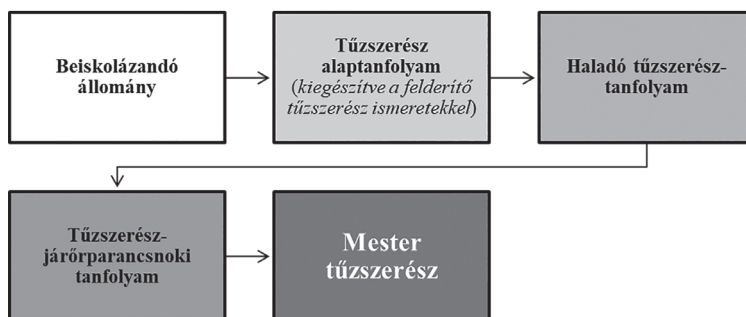 Beiskolázandó
állomány
Tűzszerész
alaptanfolyam
(kiegészítve a felderítő
tűzszerész ismeretekkel)
Haladó tűzszerész-
tanfolyam
Tűzszerész-
járőrparancsnoki
tanfolyam
Mester
tűzszerész